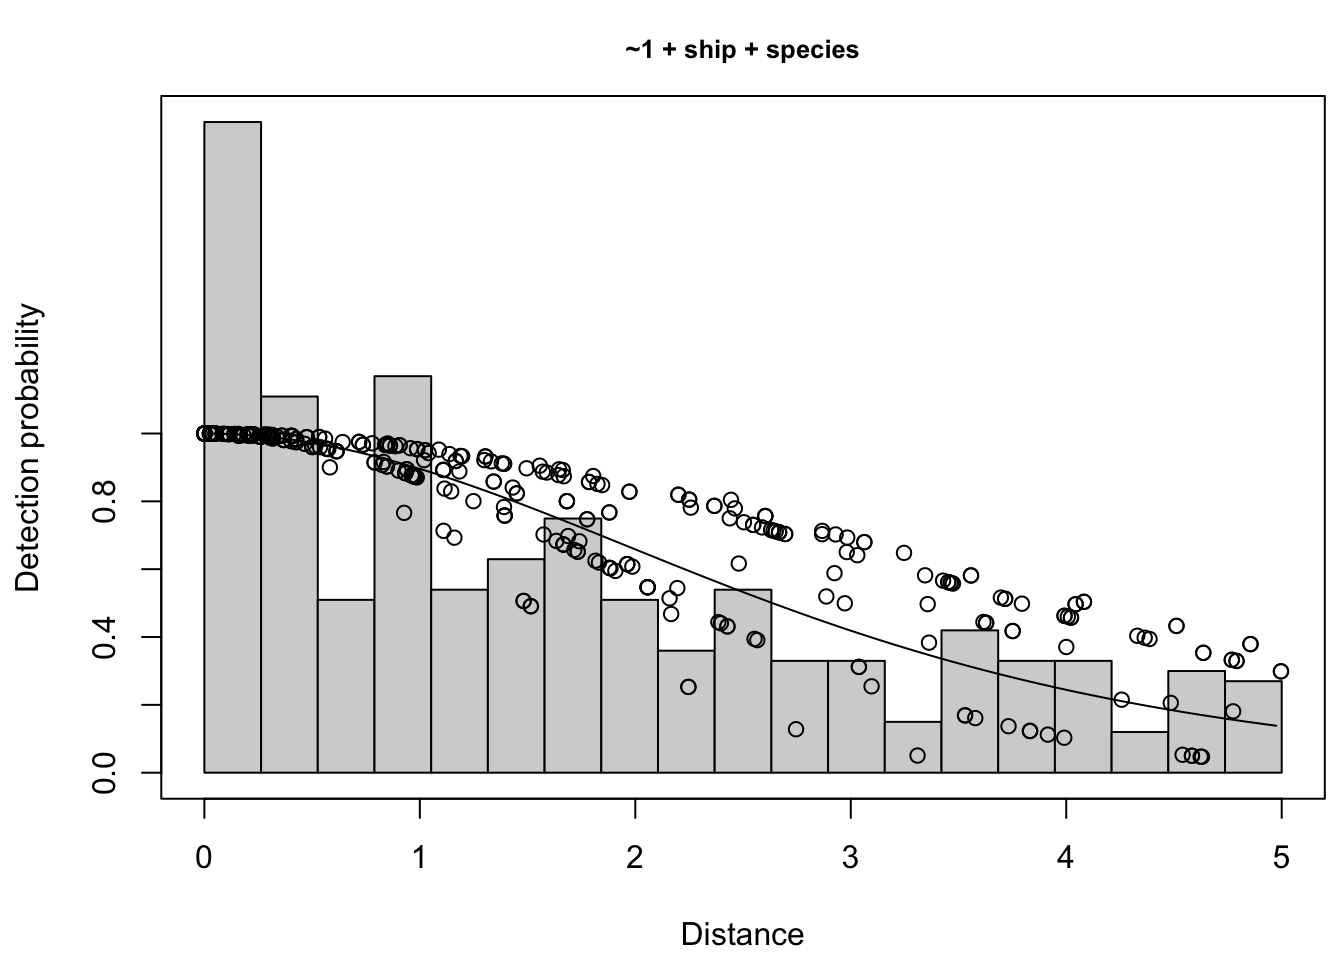 ~1 + ship + species
Detection probability
0.8
0.4
0.0
0 1 2 3 4 5
Distance